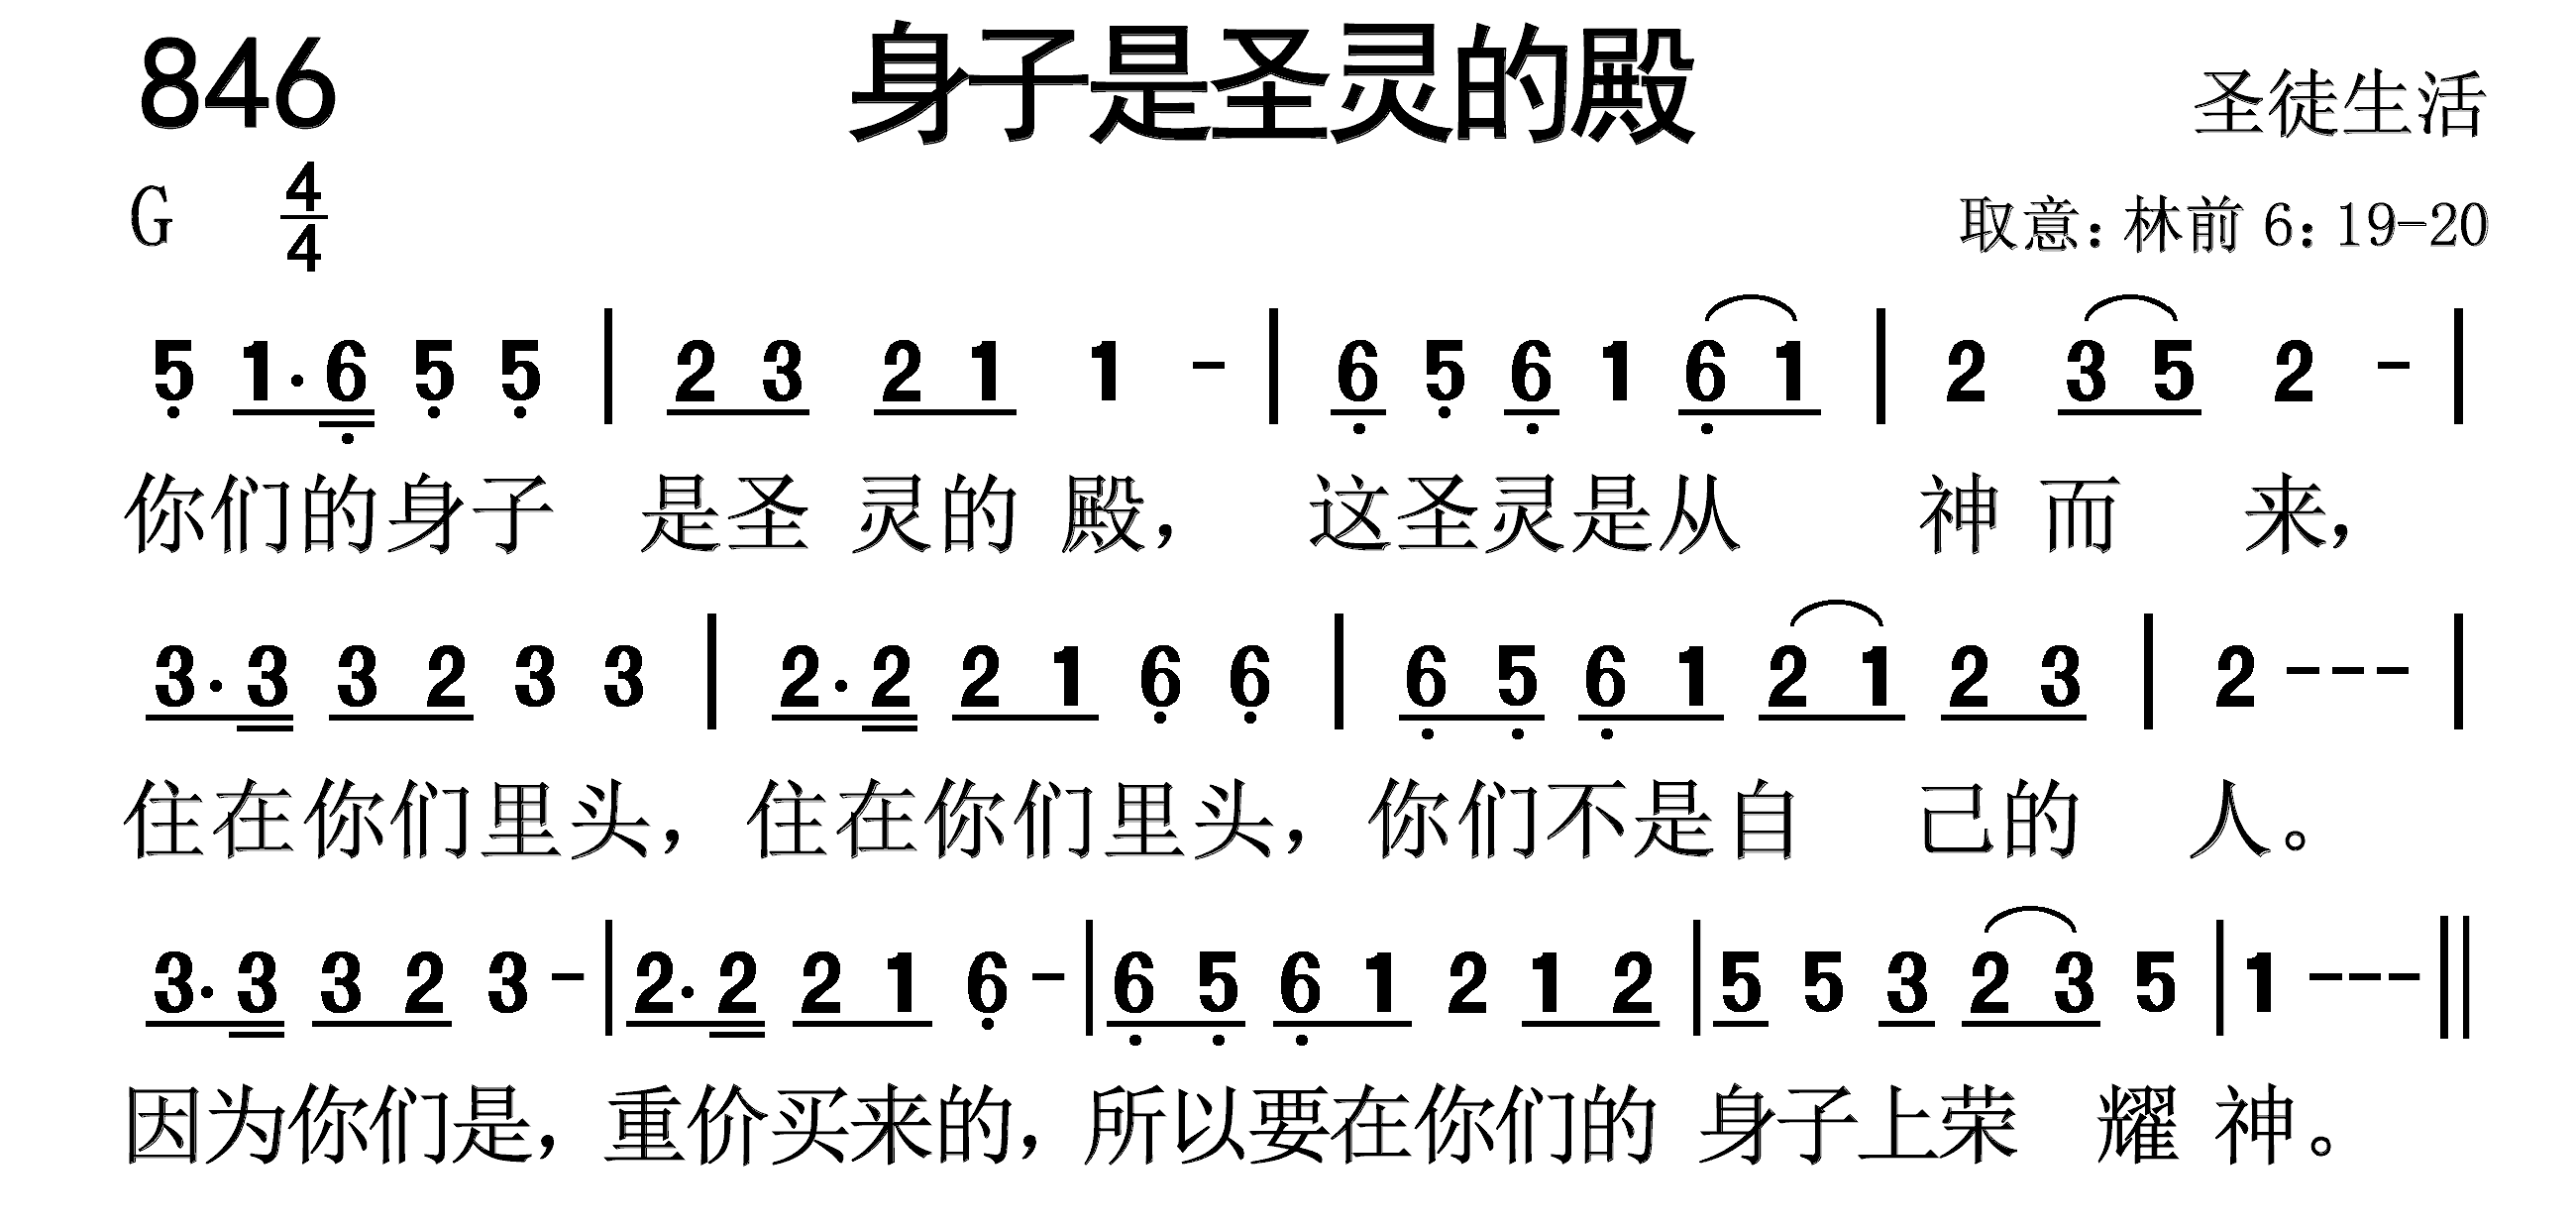 846 身子是圣灵的殿 圣徒生活
G 4/4 取意：林前 6：19-20
5 1·6 5 5 | 2 3 2 1 1 - | 6 5 6 1 6 1 | 2 3 5 2 - |
你们的身子 是圣 灵的 殿， 这圣灵是从 神 而 来，
3·3 3 2 3 3 | 2·2 2 1 6 6 | 6 5 6 1 2 1 2 3 | 2 - - - |
住在你们里头， 住在你们里头， 你们不是自 己的 人。
3·3 3 2 3 - | 2·2 2 1 6 - | 6 5 6 1 2 1 2 | 5 5 3 2 3 5 | 1 - - - ||
因为你们是， 重价买来的， 所以要在你们的 身子上荣 耀 神。